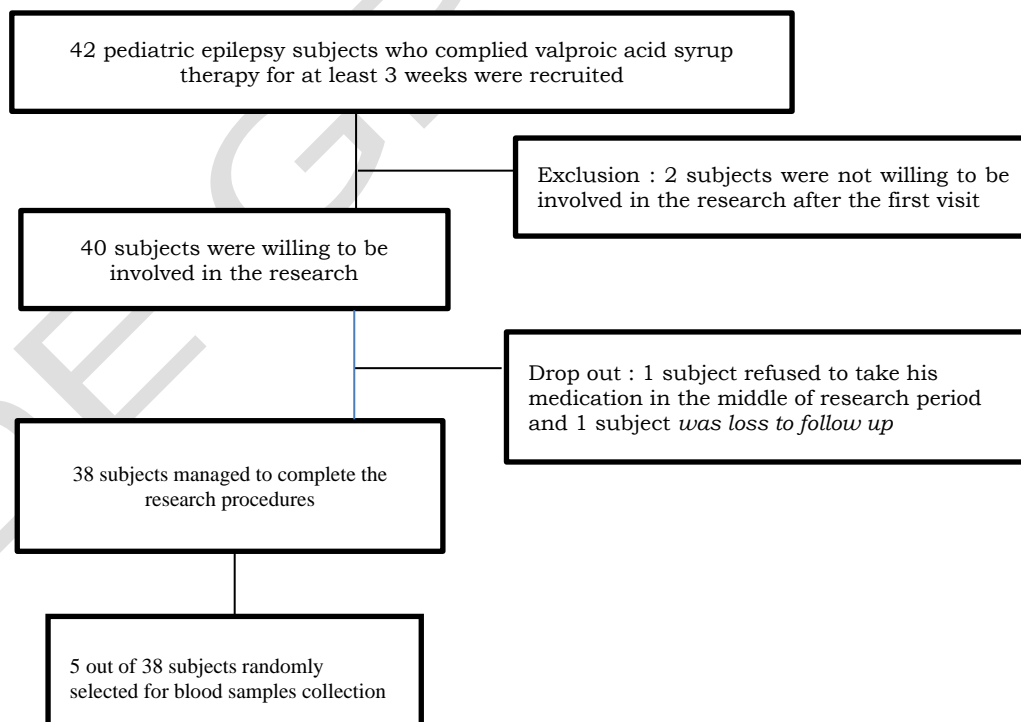 42 pediatric epilepsy subjects who complied valproic acid syrup
therapy for at least 3 weeks were recruited
Exclusion : 2 subjects were not willing to be
involved in the research after the first visit
40 subjects were willing to be
involved in the research
Drop out : 1 subject refused to take his
medication in the middle of research period
and 1 subject was loss to follow up
38 subjects managed to complete the
research procedures
5 out of 38 subjects randomly
selected for blood samples collection